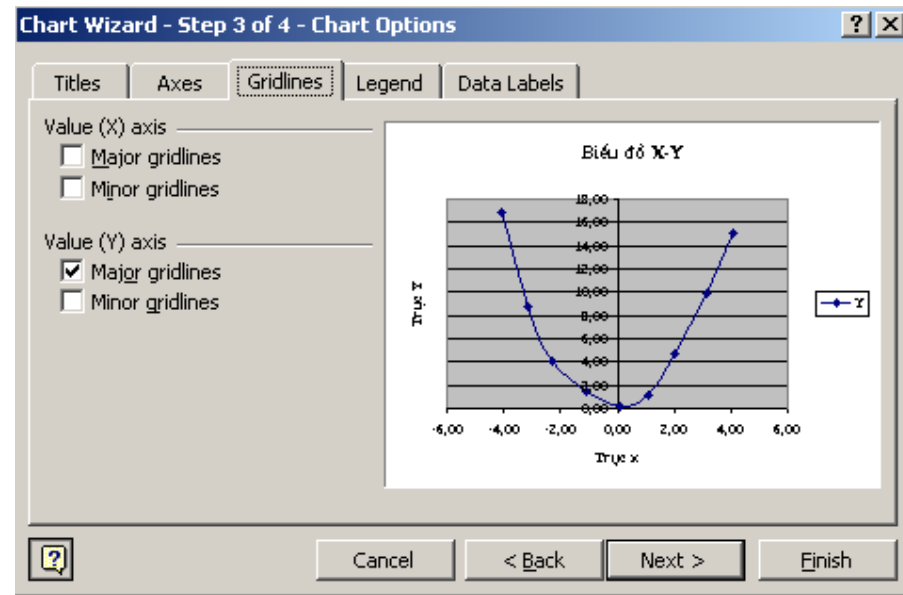 Chart Wizard - Step 3 of 4 - Chart Options
Titles Axes Gridlines Legend Data Labels
Value (X) axis
Major gridlines
Minor gridlines
Value (Y) axis
Major gridlines
Minor gridlines
Biểu đồ X-Y
18,00
16,00
14,00
12,00
10,00
8,00
6,00
4,00
2,00
0,00
-6,00 -4,00 -2,00 0,00 2,00 4,00 6,00
Trục Y
Trục x
Y
Cancel < Back Next > Finish